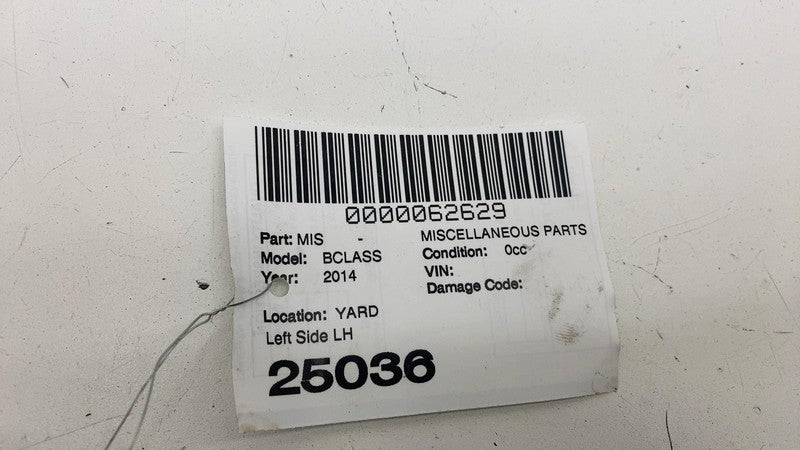 0000062629
Part: MIS - MISCELLANEOUS PARTS
Model: BCLASS Condition: 0cc
Year: 2014 VIN:
Damage Code:
Location: YARD
Left Side LH
25036